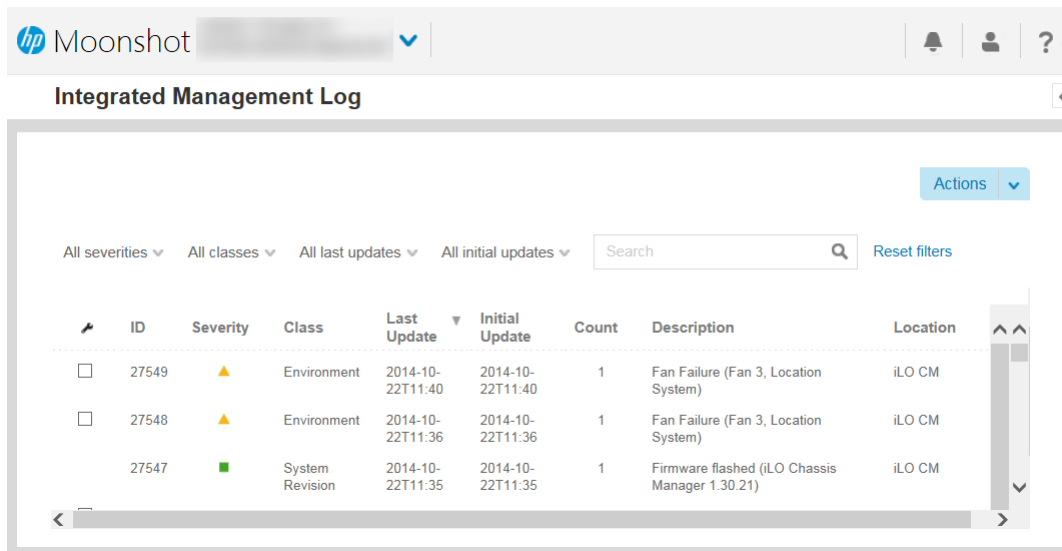 hp Moonshot
?
Integrated Management Log
Actions
All severities All classes All last updates All initial updates Search Reset filters
ID Severity Class Last Update Initial Update Count Description Location
27549 Environment 2014-10-22T11:40 2014-10-22T11:40 1 Fan Failure (Fan 3, Location System) iLO CM
27548 Environment 2014-10-22T11:36 2014-10-22T11:36 1 Fan Failure (Fan 3, Location System) iLO CM
27547 System Revision 2014-10-22T11:35 2014-10-22T11:35 1 Firmware flashed (iLO Chassis Manager 1.30.21) iLO CM